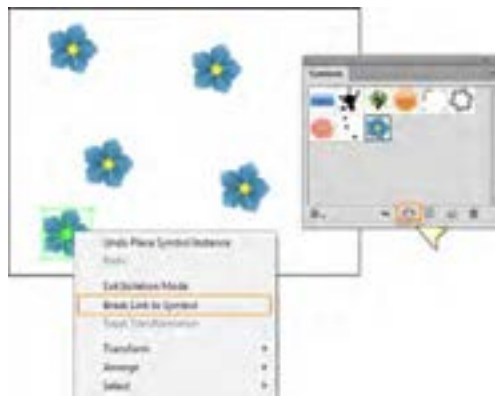 Symbols
Undo Place Symbol Instance
Redo
Exit Isolation Mode
Break Link to Symbol
Reset Transformation
Transform
Arrange
Select